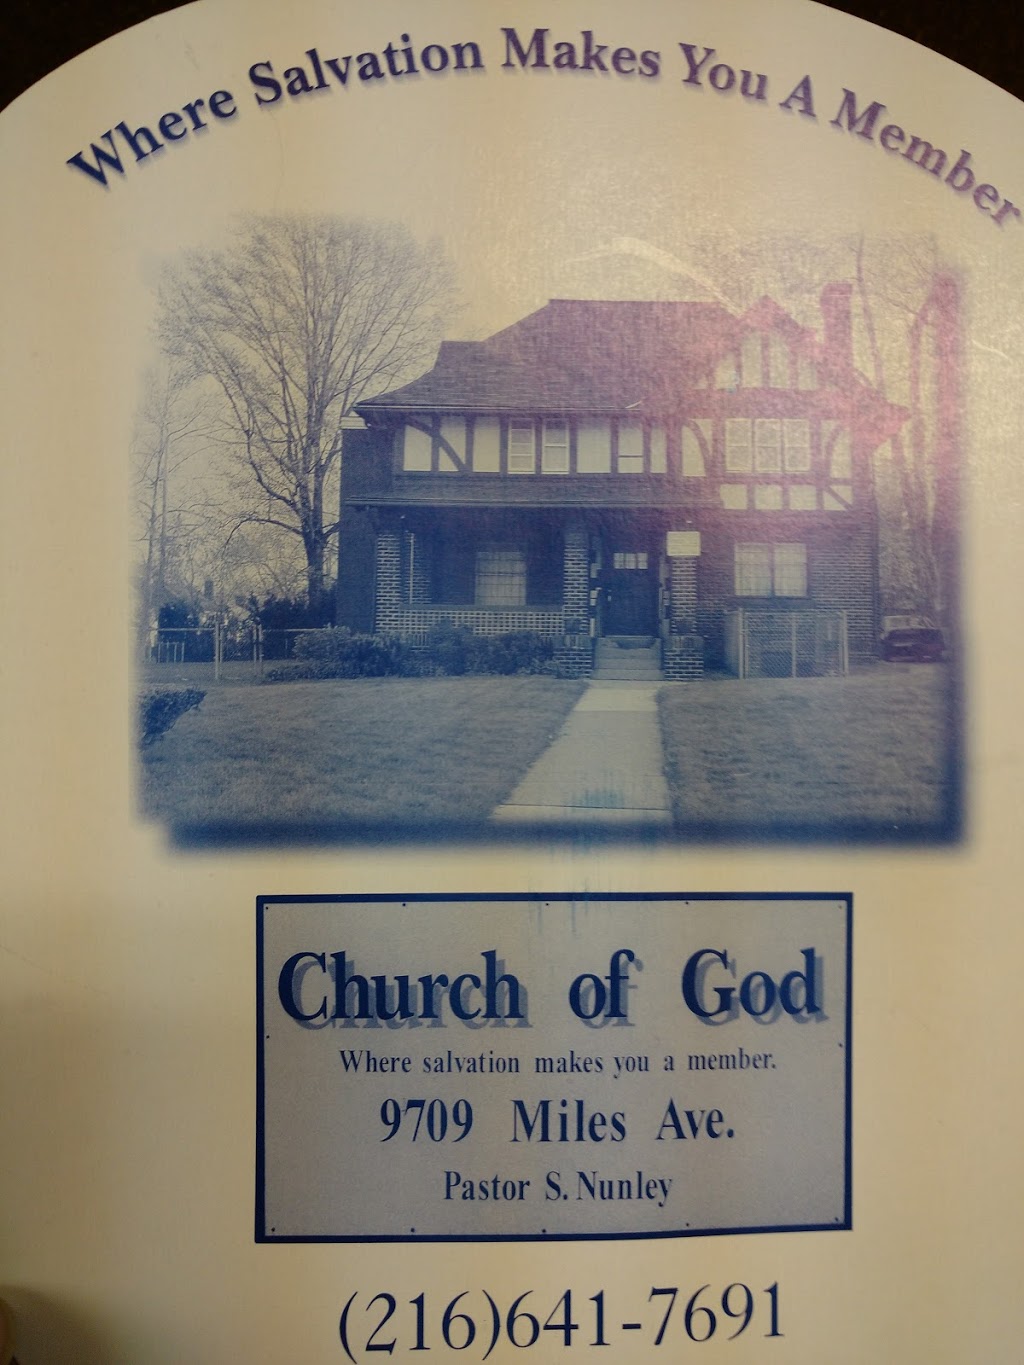 Where Salvation Makes You A Member
Church of God
Where salvation makes you a member.
9709 Miles Ave.
Pastor S. Nunley
(216)641-7691